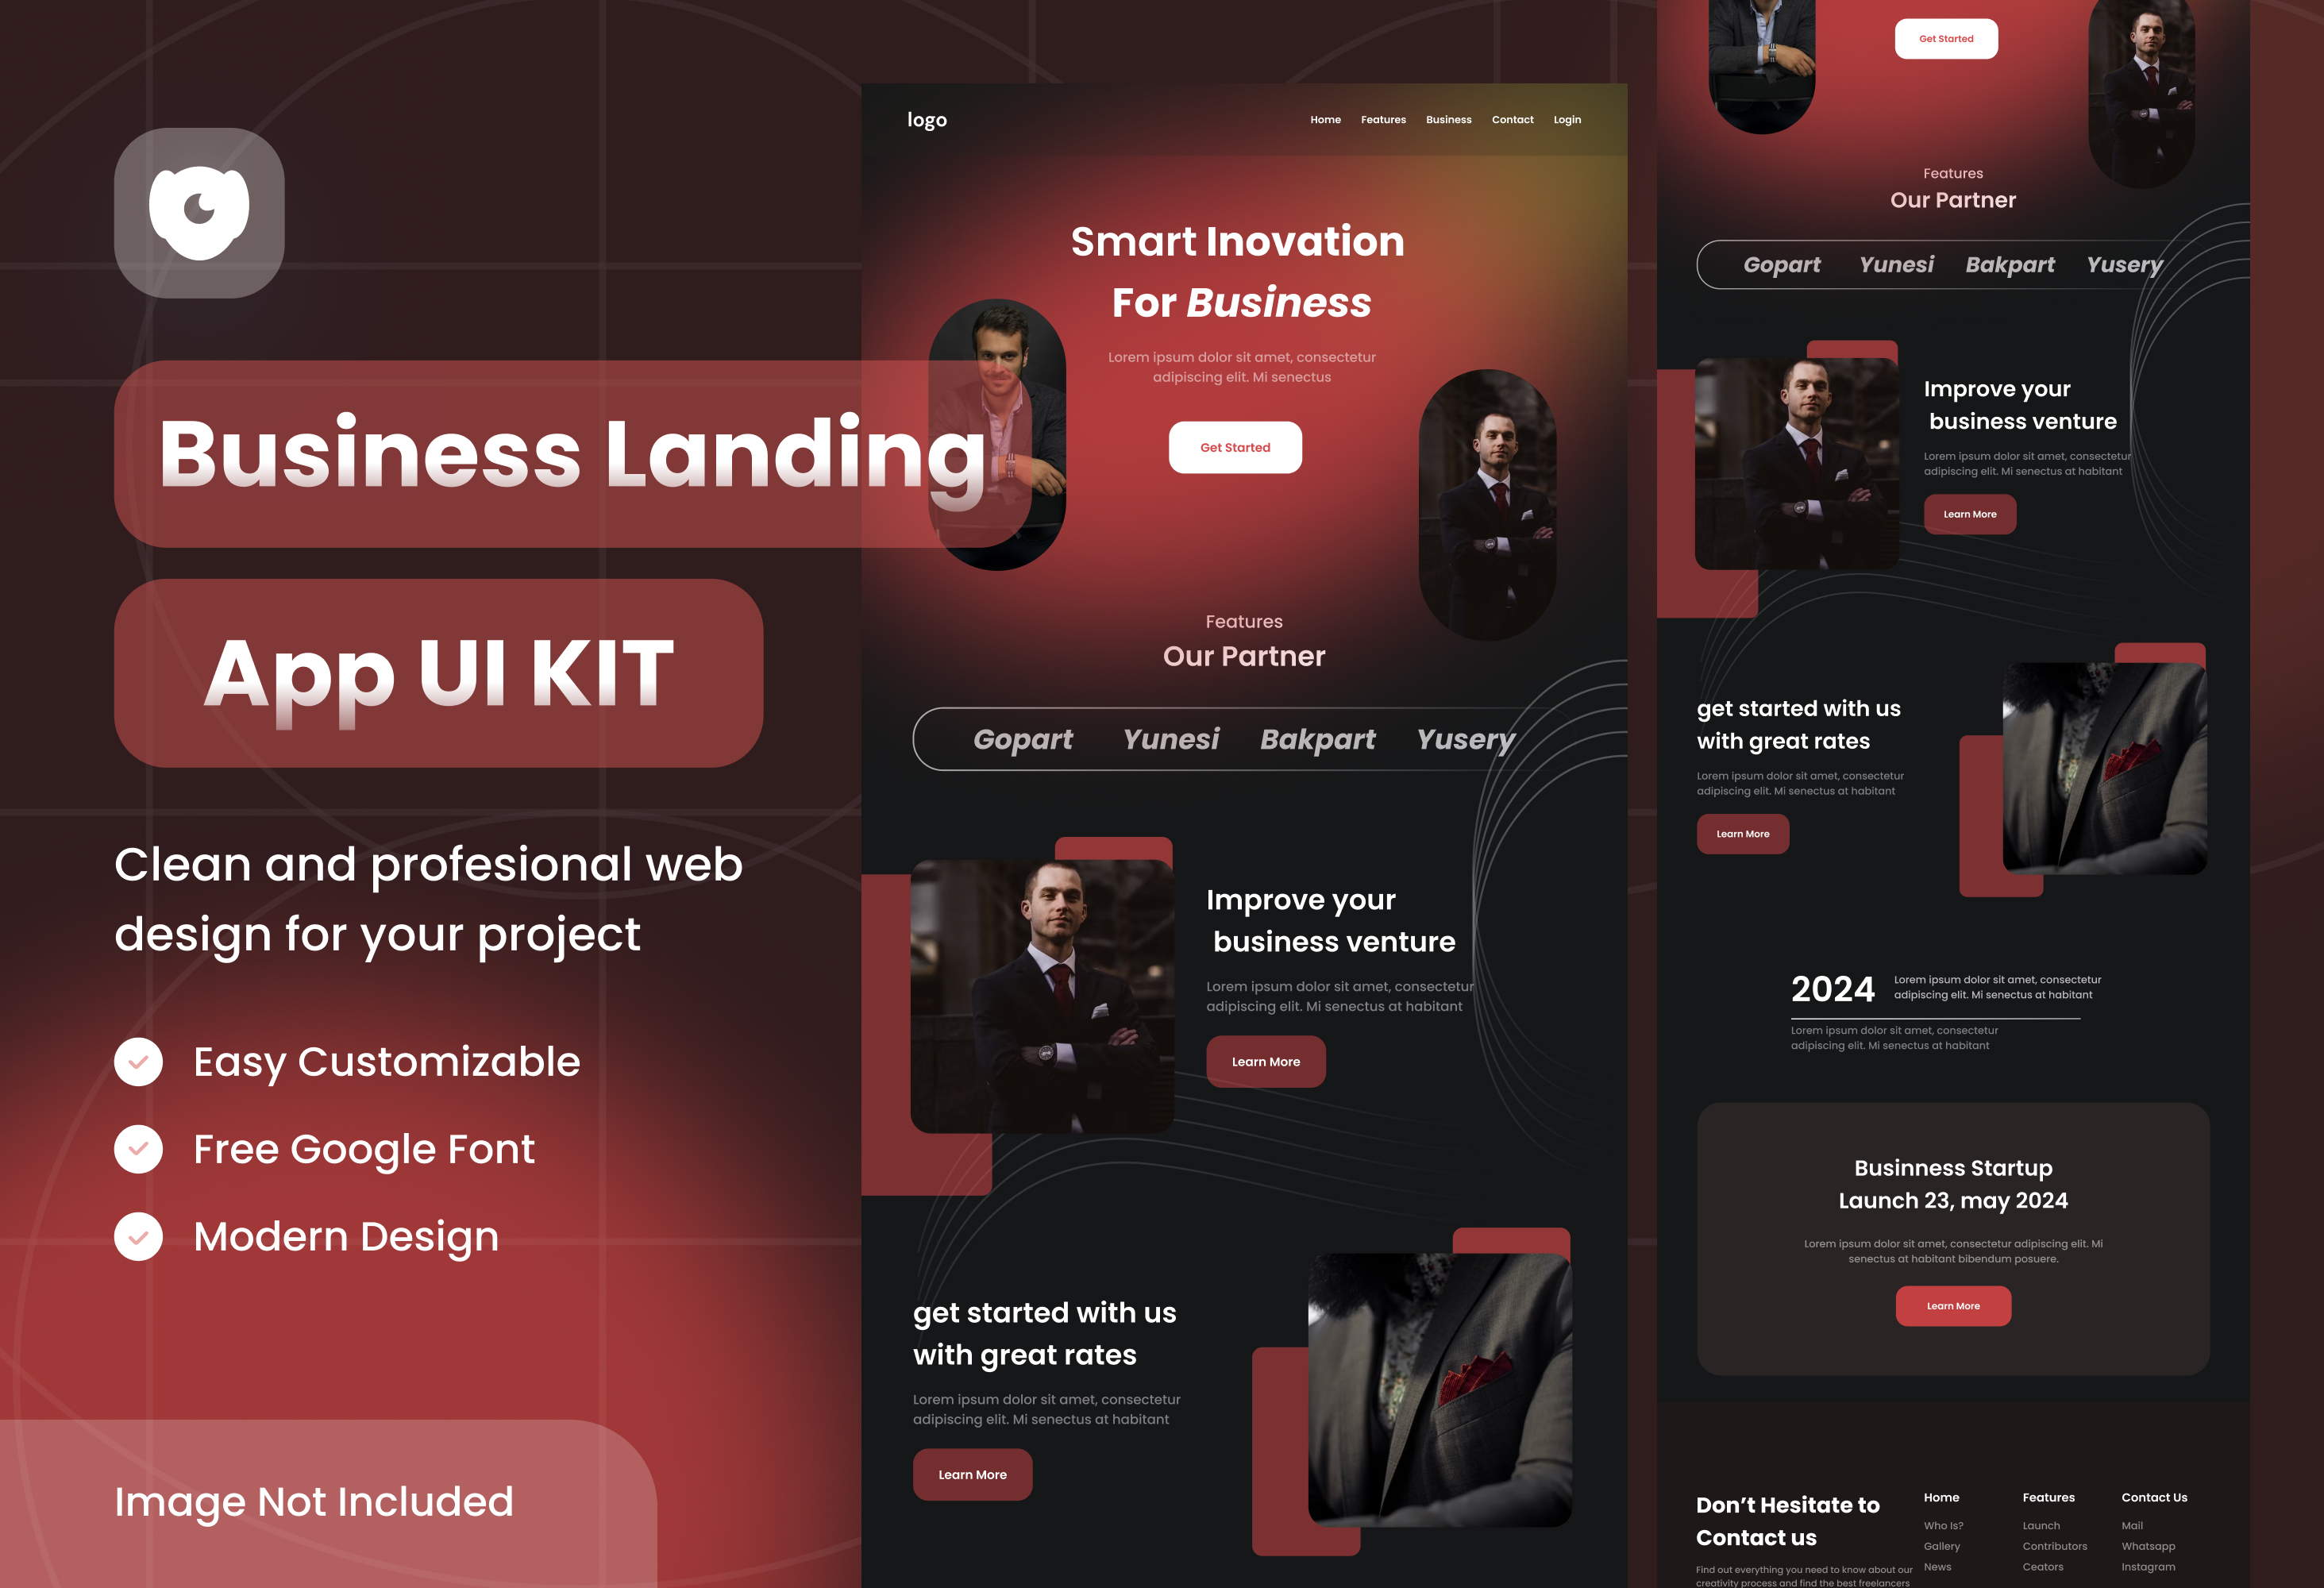 Business Landing
App UI KIT
Clean and profesional web
design for your project
Easy Customizable
Free Google Font
Modern Design
Image Not Included
logo
Home Features Business Contact Login
Smart Inovation
For Business
Lorem ipsum dolor sit amet, consectetur
adipiscing elit. Mi senectus
Get Started
Features
Our Partner
Gopart Yunesi Bakpart Yusery
Improve your
business venture
Lorem ipsum dolor sit amet, consectetur
adipiscing elit. Mi senectus at habitant
Learn More
get started with us
with great rates
Lorem ipsum dolor sit amet, consectetur
adipiscing elit. Mi senectus at habitant
Learn More
Get Started
Features
Our Partner
Gopart Yunesi Bakpart Yusery
Improve your
business venture
Lorem ipsum dolor sit amet, consectetur
adipiscing elit. Mi senectus at habitant
Learn More
get started with us
with great rates
Lorem ipsum dolor sit amet, consectetur
adipiscing elit. Mi senectus at habitant
Learn More
2024
Lorem ipsum dolor sit amet, consectetur
adipiscing elit. Mi senectus at habitant
Lorem ipsum dolor sit amet, consectetur
adipiscing elit. Mi senectus at habitant
Businness Startup
Launch 23, may 2024
Lorem ipsum dolor sit amet, consectetur adipiscing elit. Mi
senectus at habitant bibendum posuere.
Learn More
Don't Hesitate to
Contact us
Find out everything you need to know about our
creativity process and find the best freelancers
Home
Who Is?
Gallery
News
Features
Launch
Contributors
Ceators
Contact Us
Mail
Whatsapp
Instagram